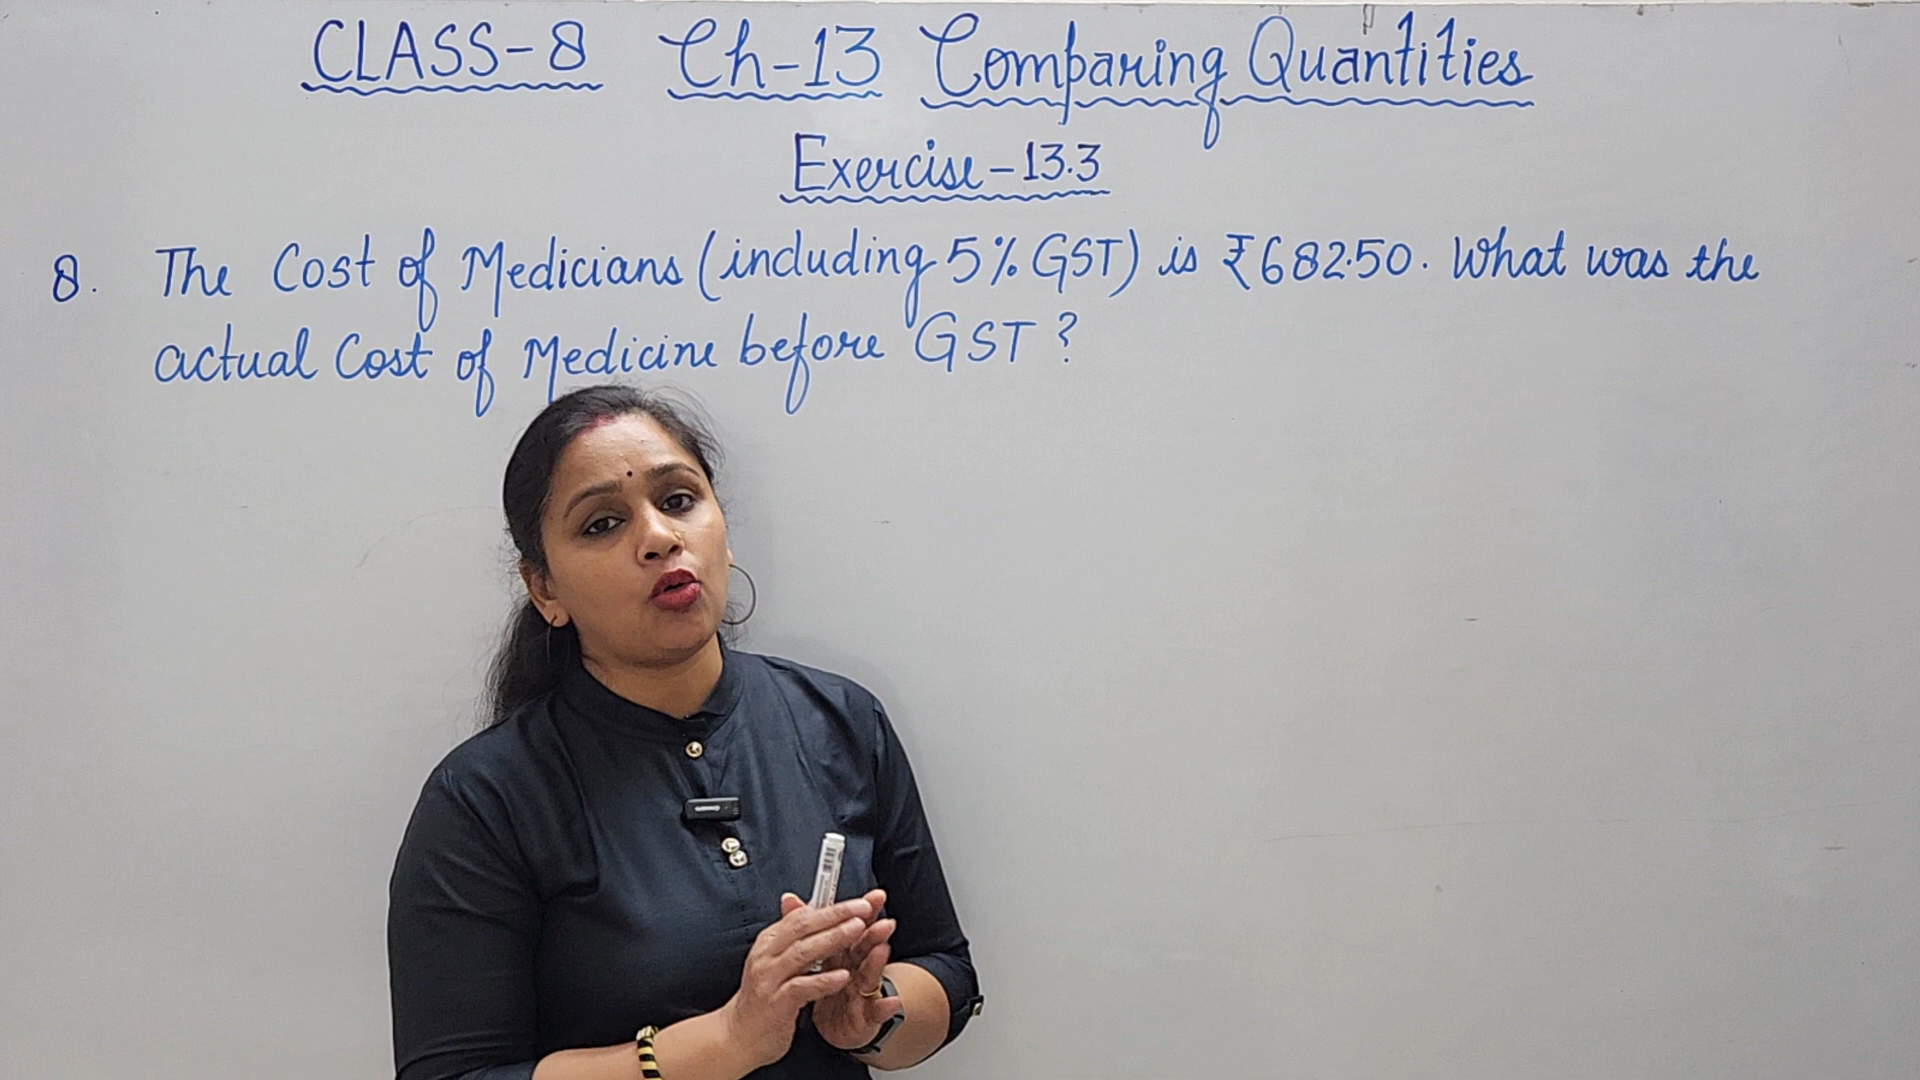 CLASS-8 Ch-13 Comparing Quantities
Exercise-13.3
8. The Cost of Medicians (including 5% GST) is ₹682.50. What was the
actual Cost of Medicine before GST?